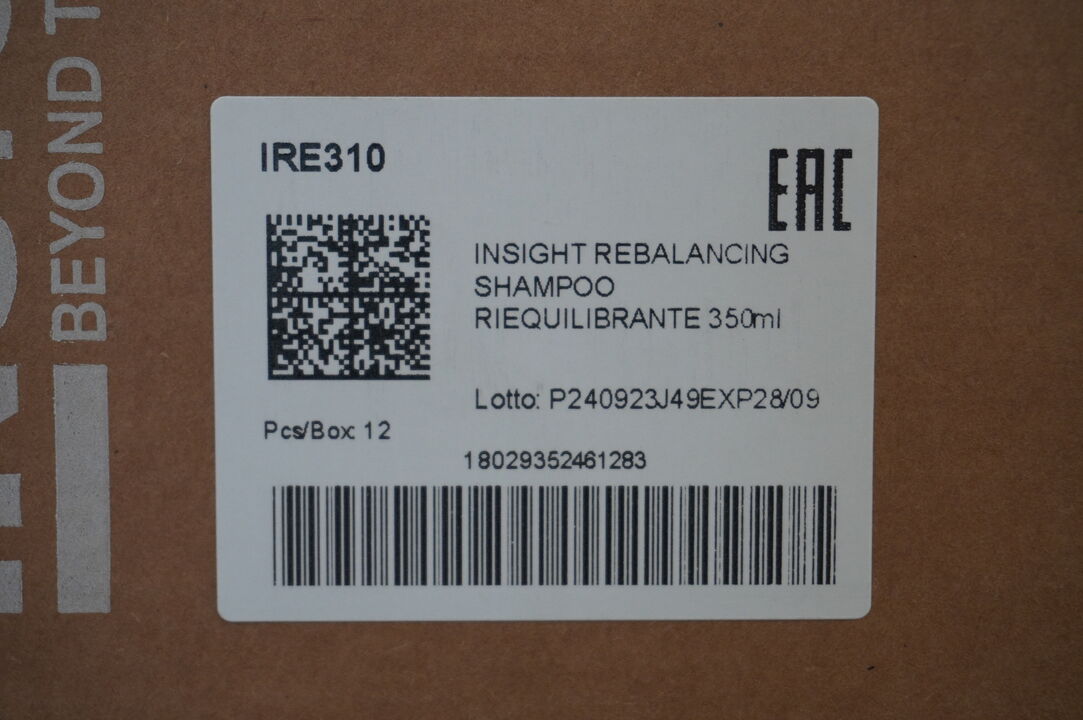 BEYOND T
IRE310
EAC
INSIGHT REBALANCING
SHAMPOO
RIEQUILIBRANTE 350ml
Lotto: P240923J49EXP28/09
Pcs/Box: 12
18029352461283